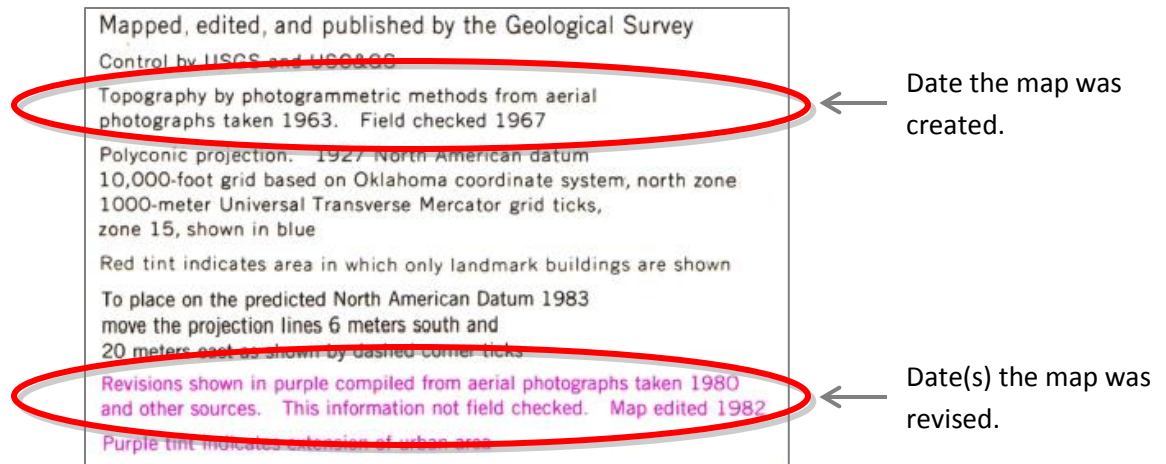 Mapped, edited, and published by the Geological Survey
Control by USGS and USC&GS
Topography by photogrammetric methods from aerial
photographs taken 1963. Field checked 1967
Polyconic projection. 1927 North American datum
10,000-foot grid based on Oklahoma coordinate system, north zone
1000-meter Universal Transverse Mercator grid ticks,
zone 15, shown in blue
Red tint indicates area in which only landmark buildings are shown
To place on the predicted North American Datum 1983
move the projection lines 6 meters south and
20 meters east as shown by dashed corner ticks
Revisions shown in purple compiled from aerial photographs taken 1980
and other sources. This information not field checked. Map edited 1982
Purple tint indicates extension of urban area
Date the map was
created.
Date(s) the map was
revised.